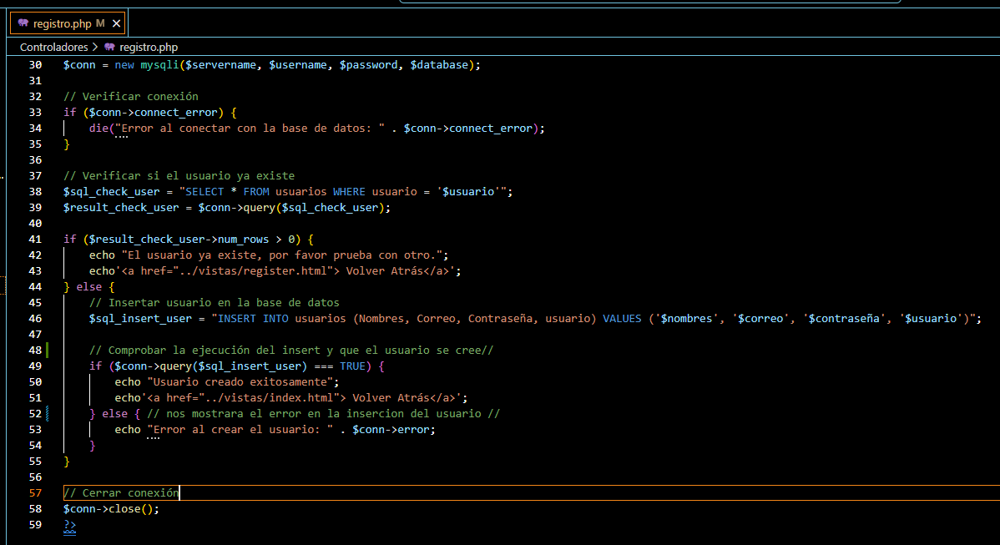 registro.php M
Controladores > registro.php
30 $conn = new mysqli($servername, $username, $password, $database);
31
32 // Verificar conexión
33 if ($conn->connect_error) {
34     die("Error al conectar con la base de datos: " . $conn->connect_error);
35 }
36
37 // Verificar si el usuario ya existe
38 $sql_check_user = "SELECT * FROM usuarios WHERE usuario = '$usuario'";
39 $result_check_user = $conn->query($sql_check_user);
40
41 if ($result_check_user->num_rows > 0) {
42     echo "El usuario ya existe, por favor prueba con otro.";
43     echo'<a href="../vistas/register.html"> Volver Atrás</a>';
44 } else {
45     // Insertar usuario en la base de datos
46     $sql_insert_user = "INSERT INTO usuarios (Nombres, Correo, Contraseña, usuario) VALUES ('$nombres', '$correo', '$contraseña', '$usuario')";
47
48     // Comprobar la ejecución del insert y que el usuario se cree//
49     if ($conn->query($sql_insert_user) === TRUE) {
50         echo "Usuario creado exitosamente";
51         echo'<a href="../vistas/index.html"> Volver Atrás</a>';
52     } else { // nos mostrara el error en la insercion del usuario //
53         echo "Error al crear el usuario: " . $conn->error;
54     }
55 }
56
57 // Cerrar conexión
58 $conn->close();
59 ?>